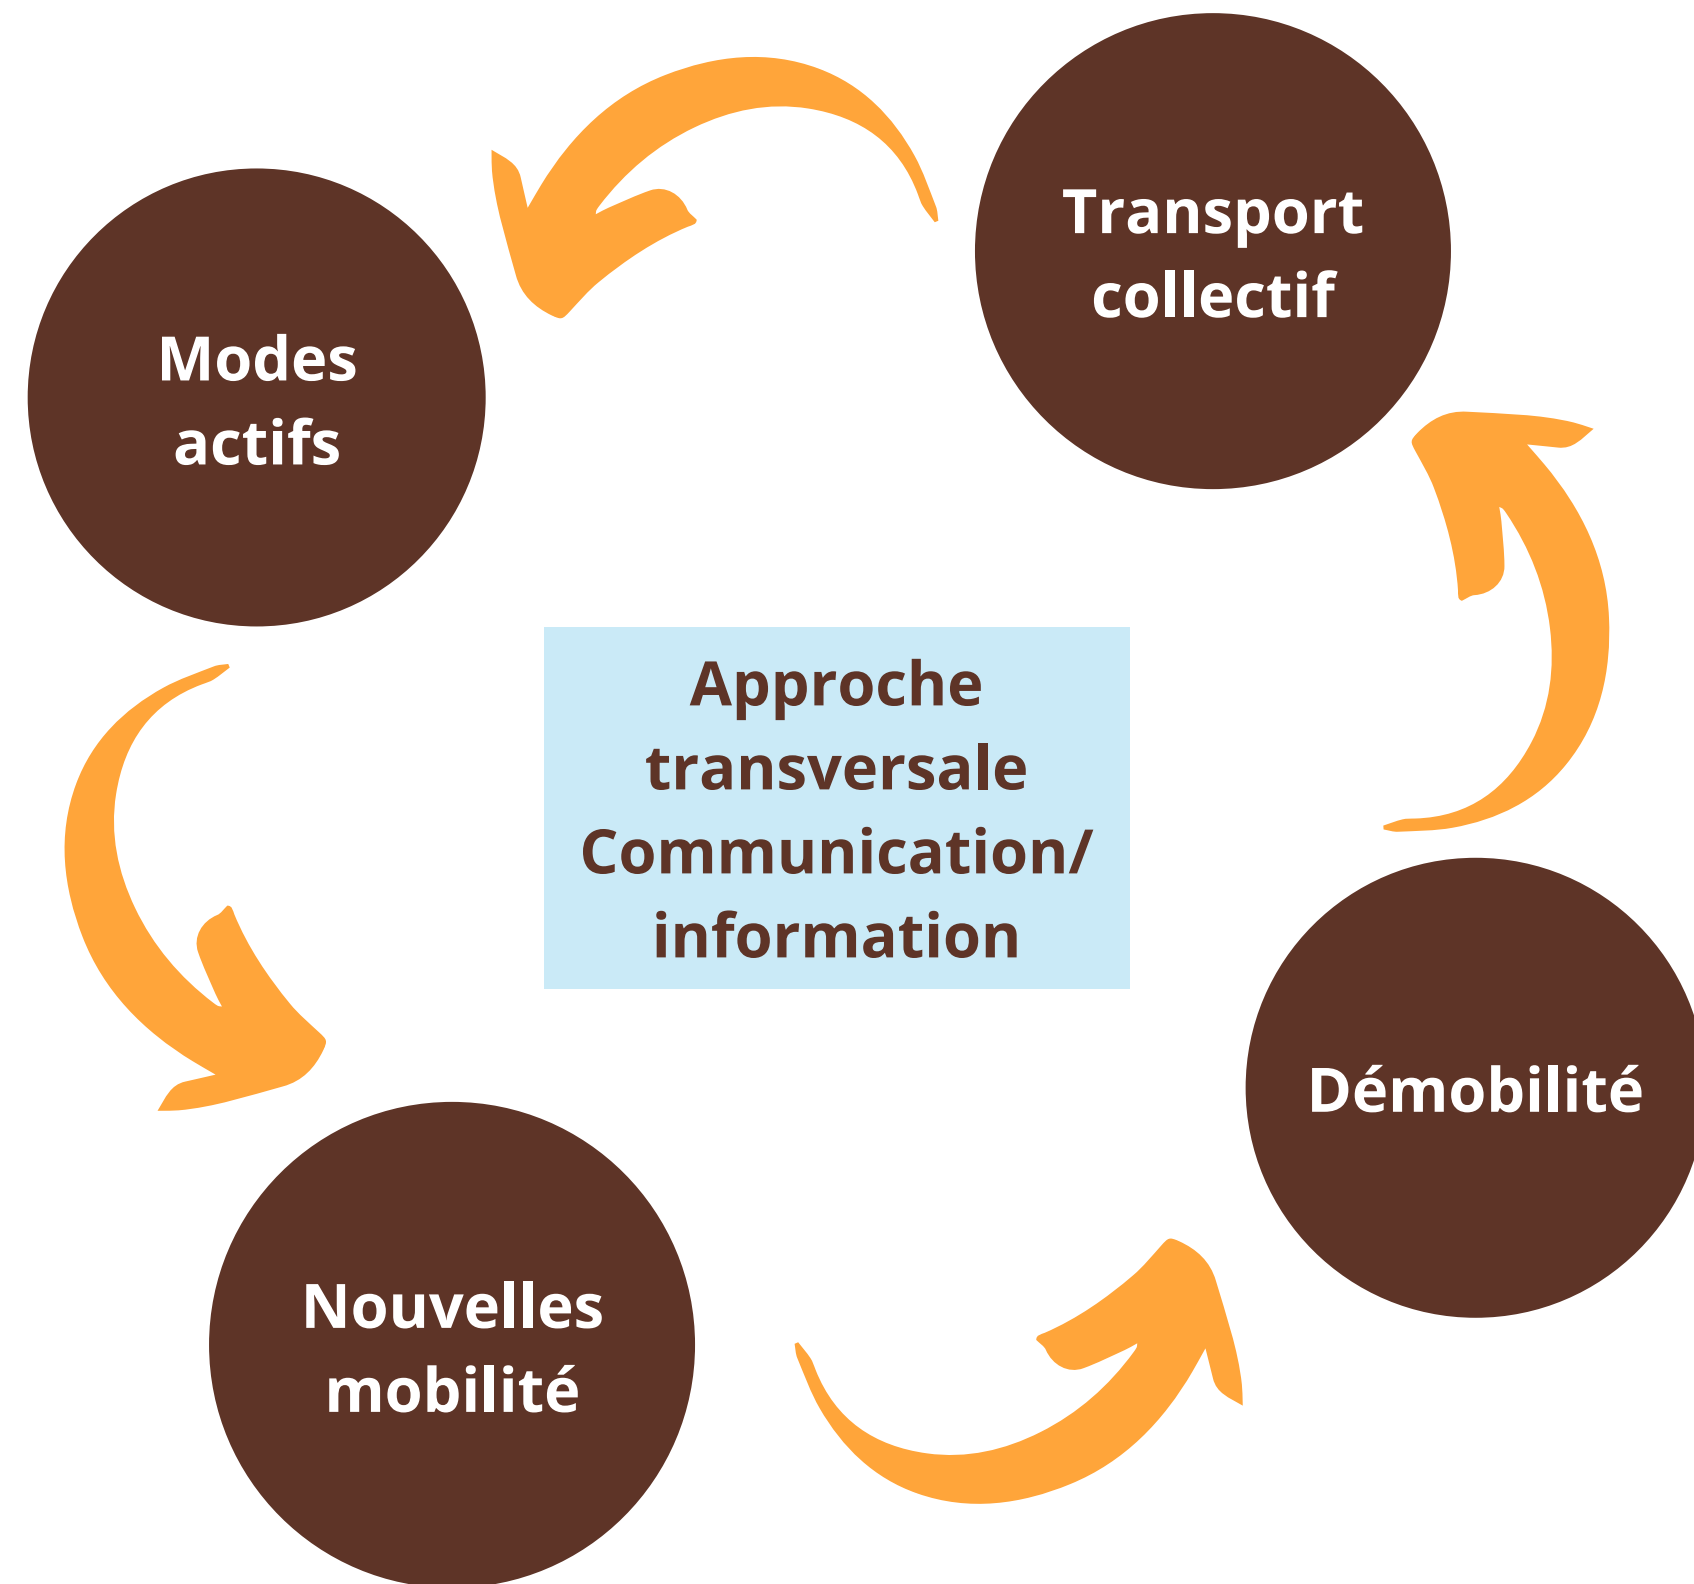 Transport
collectif
Modes
actifs
Approche
transversale
Communication/
information
Démobilité
Nouvelles
mobilité